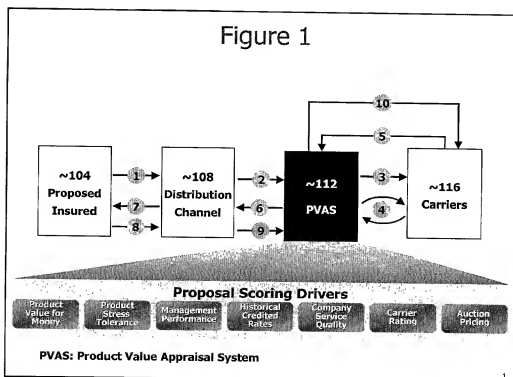 Figure 1
10
5
~104
Proposed
Insured
1
7
8
~108
Distribution
Channel
2
6
9
~112
PVAS
3
4
~116
Carriers
Proposal Scoring Drivers
Product
Value for
Money
Product
Stress
Tolerance
Management
Performance
Historical
Credited
Rates
Company
Service
Quality
Carrier
Rating
Auction
Pricing
PVAS: Product Value Appraisal System
1